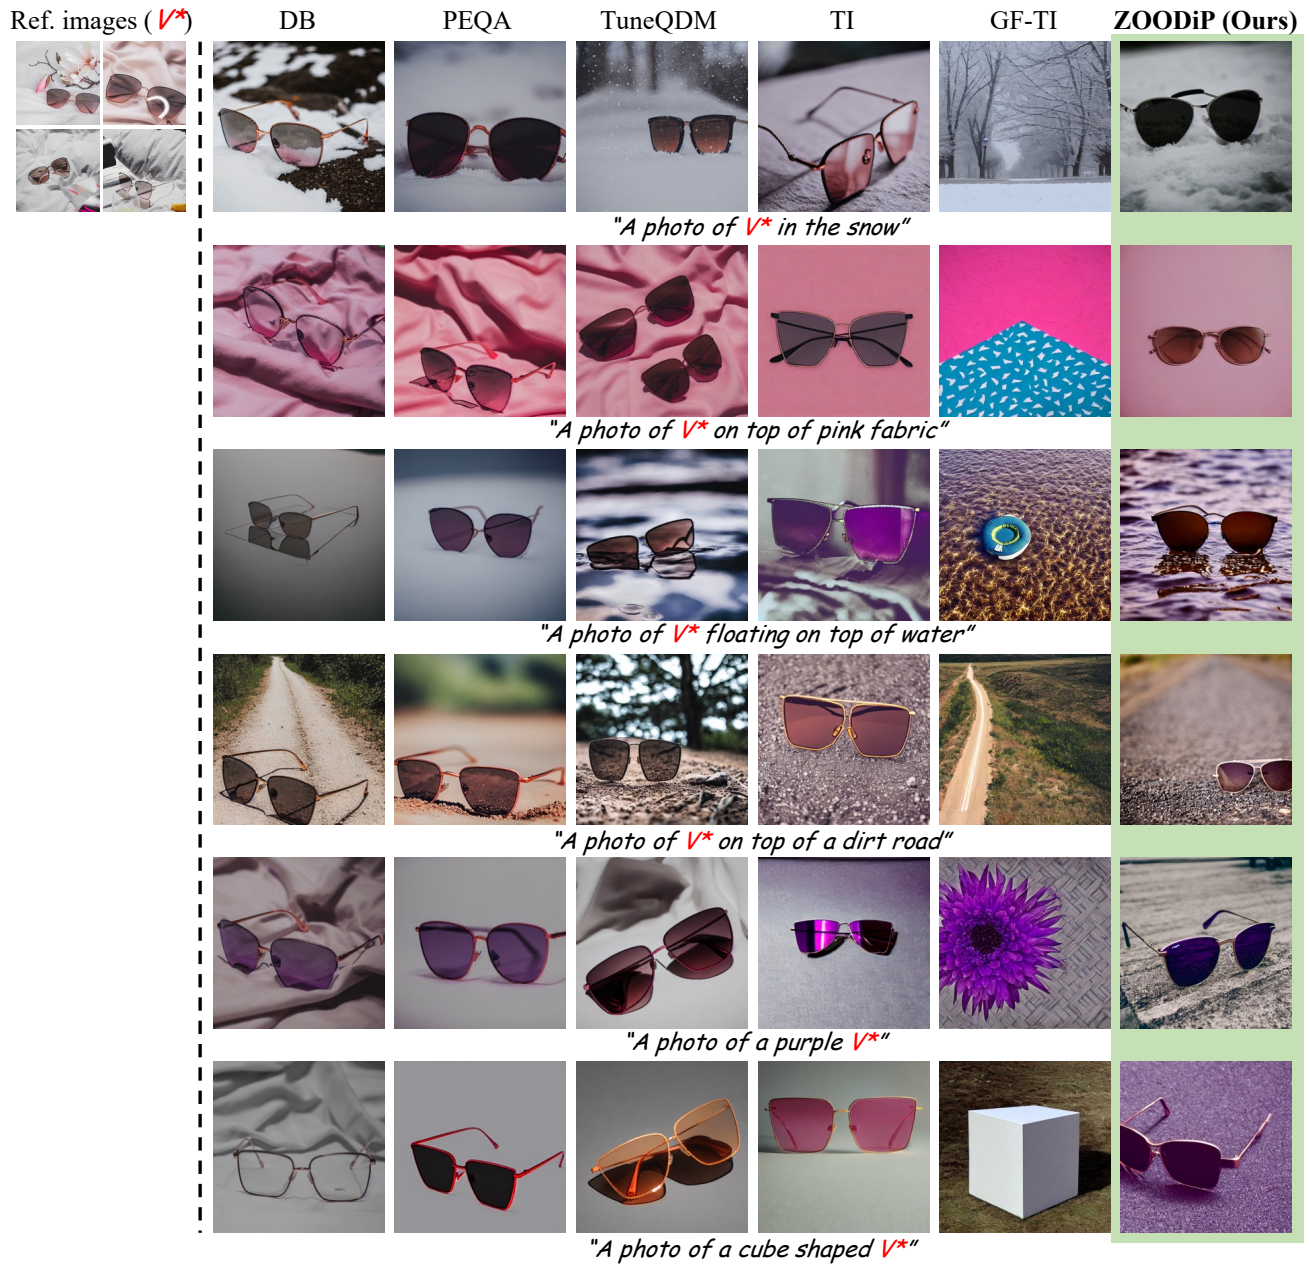 Ref. images (V*) DB PEQA TuneQDM TI GF-TI ZOODiP (Ours)
"A photo of V* in the snow"
"A photo of V* on top of pink fabric"
"A photo of V* floating on top of water"
"A photo of V* on top of a dirt road"
"A photo of a purple V*"
"A photo of a cube shaped V*"